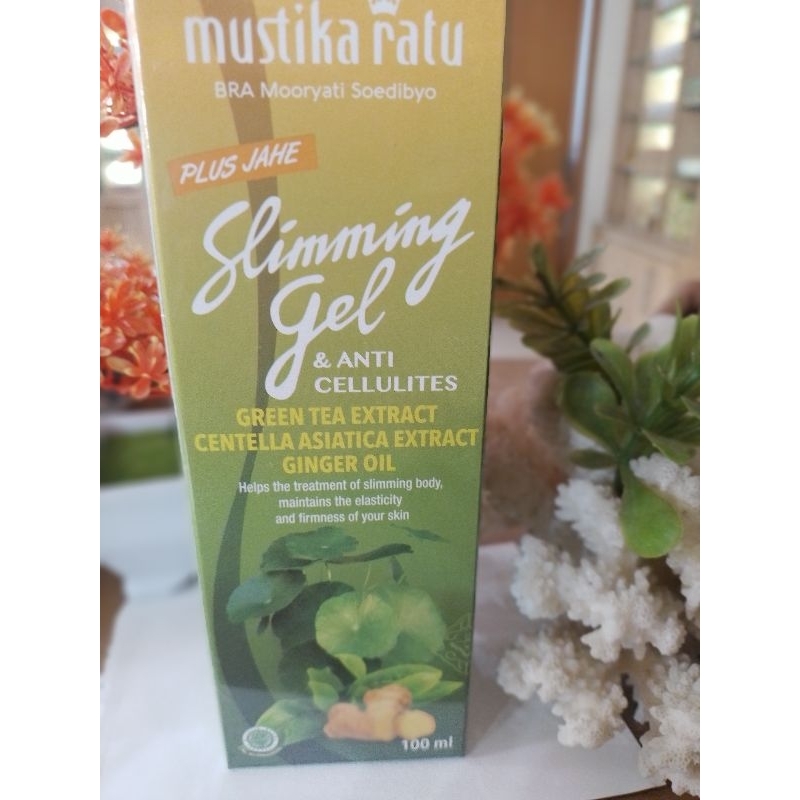 mustika ratu
BRA Mooryati Soedibyo
PLUS JAHE
Slimming
Gel
& ANTI
CELLULITES
GREEN TEA EXTRACT
CENTELLA ASIATICA EXTRACT
GINGER OIL
Helps the treatment of slimming body,
maintains the elasticity
and firmness of your skin
100 ml